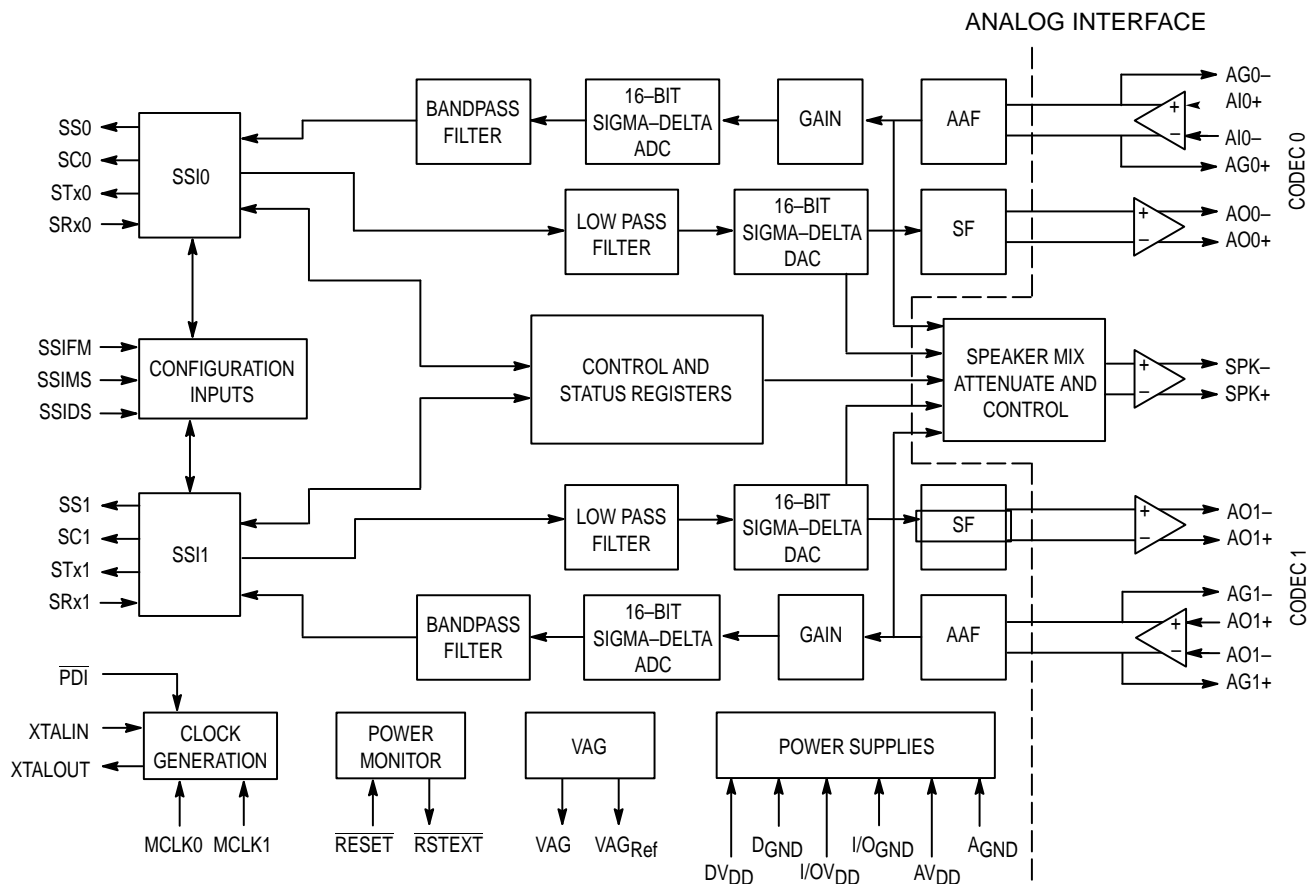 ANALOG INTERFACE
SS0
SC0
STx0
SRx0
SSI0
BANDPASS
FILTER
16–BIT
SIGMA–DELTA
ADC
GAIN
AAF
+
–
AG0–
AI0+
AI0–
AG0+
CODEC 0
LOW PASS
FILTER
16–BIT
SIGMA–DELTA
DAC
SF
+
–
AO0–
AO0+
SSIFM
SSIMS
SSIDS
CONFIGURATION
INPUTS
CONTROL AND
STATUS REGISTERS
SPEAKER MIX
ATTENUATE AND
CONTROL
+
–
SPK–
SPK+
SS1
SC1
STx1
SRx1
SSI1
LOW PASS
FILTER
16–BIT
SIGMA–DELTA
DAC
SF
+
–
AO1–
AO1+
BANDPASS
FILTER
16–BIT
SIGMA–DELTA
ADC
GAIN
AAF
+
–
AG1–
AO1+
AO1–
AG1+
CODEC 1
PDI
XTALIN
XTALOUT
CLOCK
GENERATION
MCLK0
MCLK1
POWER
MONITOR
RESET
RSTEXT
VAG
VAG
VAGRef
POWER SUPPLIES
DVDD
DGND
I/OVDD
I/OGND
AVDD
AGND